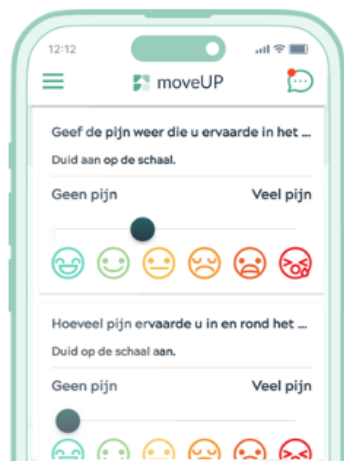 12:12
moveUP
Geef de pijn weer die u ervaarde in het ...
Duid aan op de schaal.
Geen pijn Veel pijn
Hoeveel pijn ervaarde u in en rond het ...
Duid op de schaal aan.
Geen pijn Veel pijn